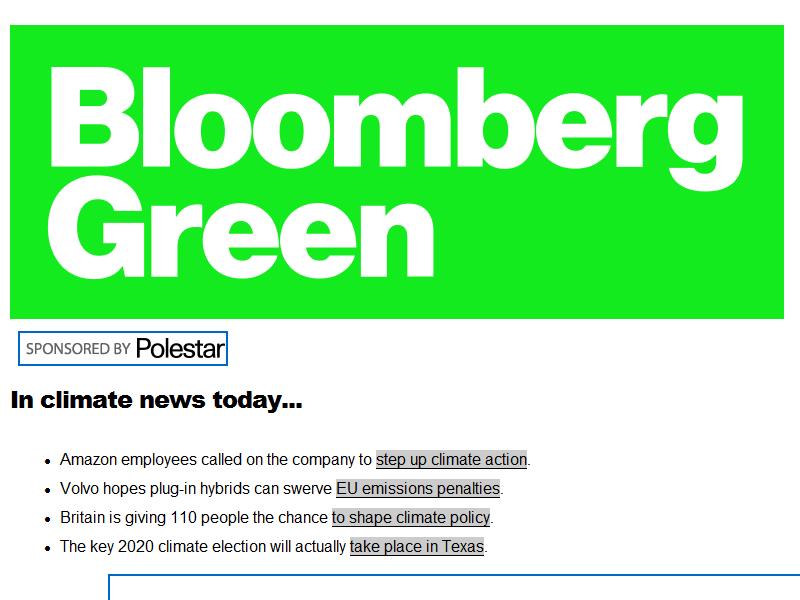 Bloomberg
Green
SPONSORED BY Polestar
In climate news today...
Amazon employees called on the company to step up climate action.
Volvo hopes plug-in hybrids can swerve EU emissions penalties.
Britain is giving 110 people the chance to shape climate policy.
The key 2020 climate election will actually take place in Texas.